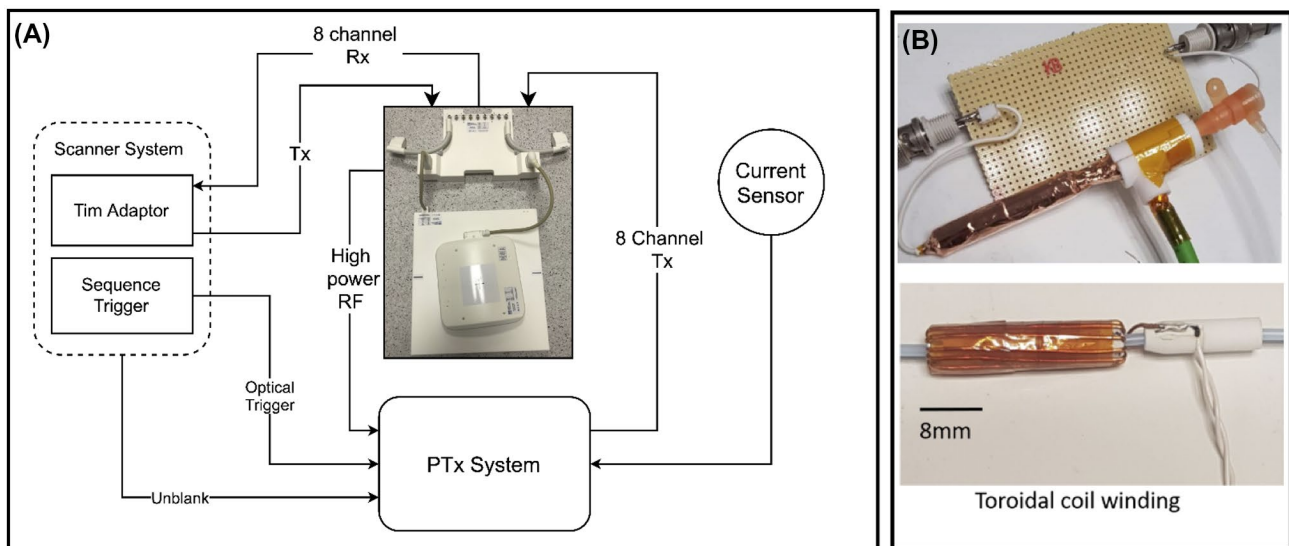 (A)
8 channel
Rx
Scanner System
Tim Adaptor
Tx
Sequence
Trigger
High
power
RF
8 Channel
Tx
Current
Sensor
Optical
Trigger
PTx System
Unblank
(B)
8mm
Toroidal coil winding